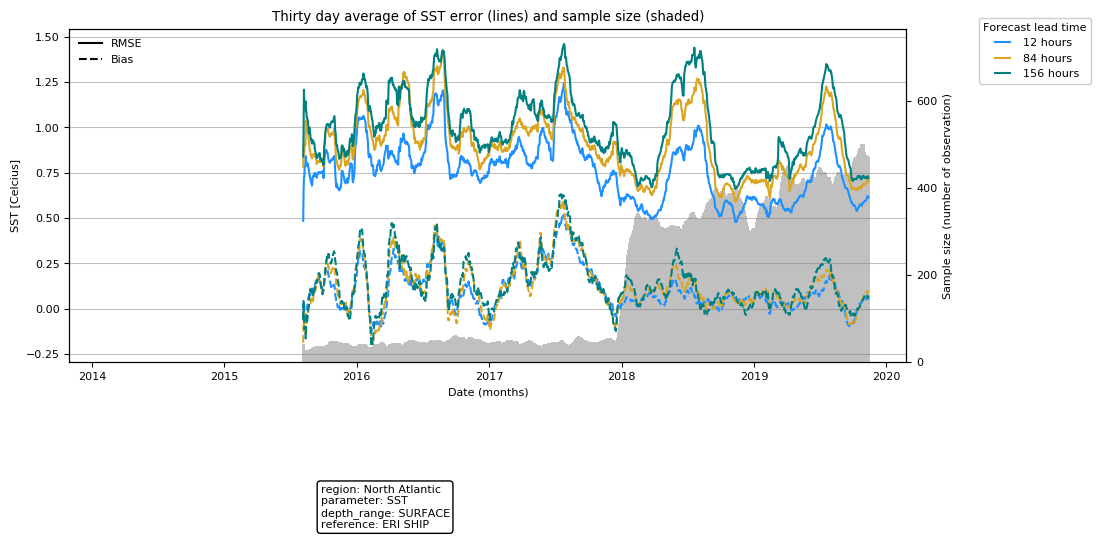 Thirty day average of SST error (lines) and sample size (shaded)
RMSE
Bias
Forecast lead time
12 hours
84 hours
156 hours
SST [Celcius]
1.50
1.25
1.00
0.75
0.50
0.25
0.00
−0.25
Sample size (number of observation)
600
400
200
0
2014
2015
2016
2017
2018
2019
2020
Date (months)
region: North Atlantic
parameter: SST
depth_range: SURFACE
reference: ERI SHIP